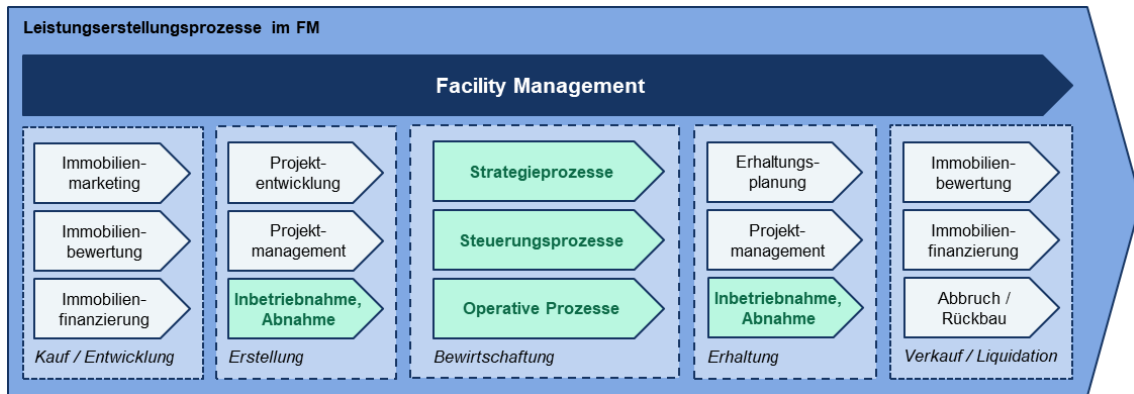 Leistungserstellungsprozesse im FM
Facility Management
Immobilien-
marketing
Immobilien-
bewertung
Immobilien-
finanzierung
Kauf / Entwicklung
Projekt-
entwicklung
Projekt-
management
Inbetriebnahme,
Abnahme
Erstellung
Strategieprozesse
Steuerungsprozesse
Operative Prozesse
Bewirtschaftung
Erhaltungs-
planung
Projekt-
management
Inbetriebnahme,
Abnahme
Erhaltung
Immobilien-
bewertung
Immobilien-
finanzierung
Abbruch /
Rückbau
Verkauf / Liquidation